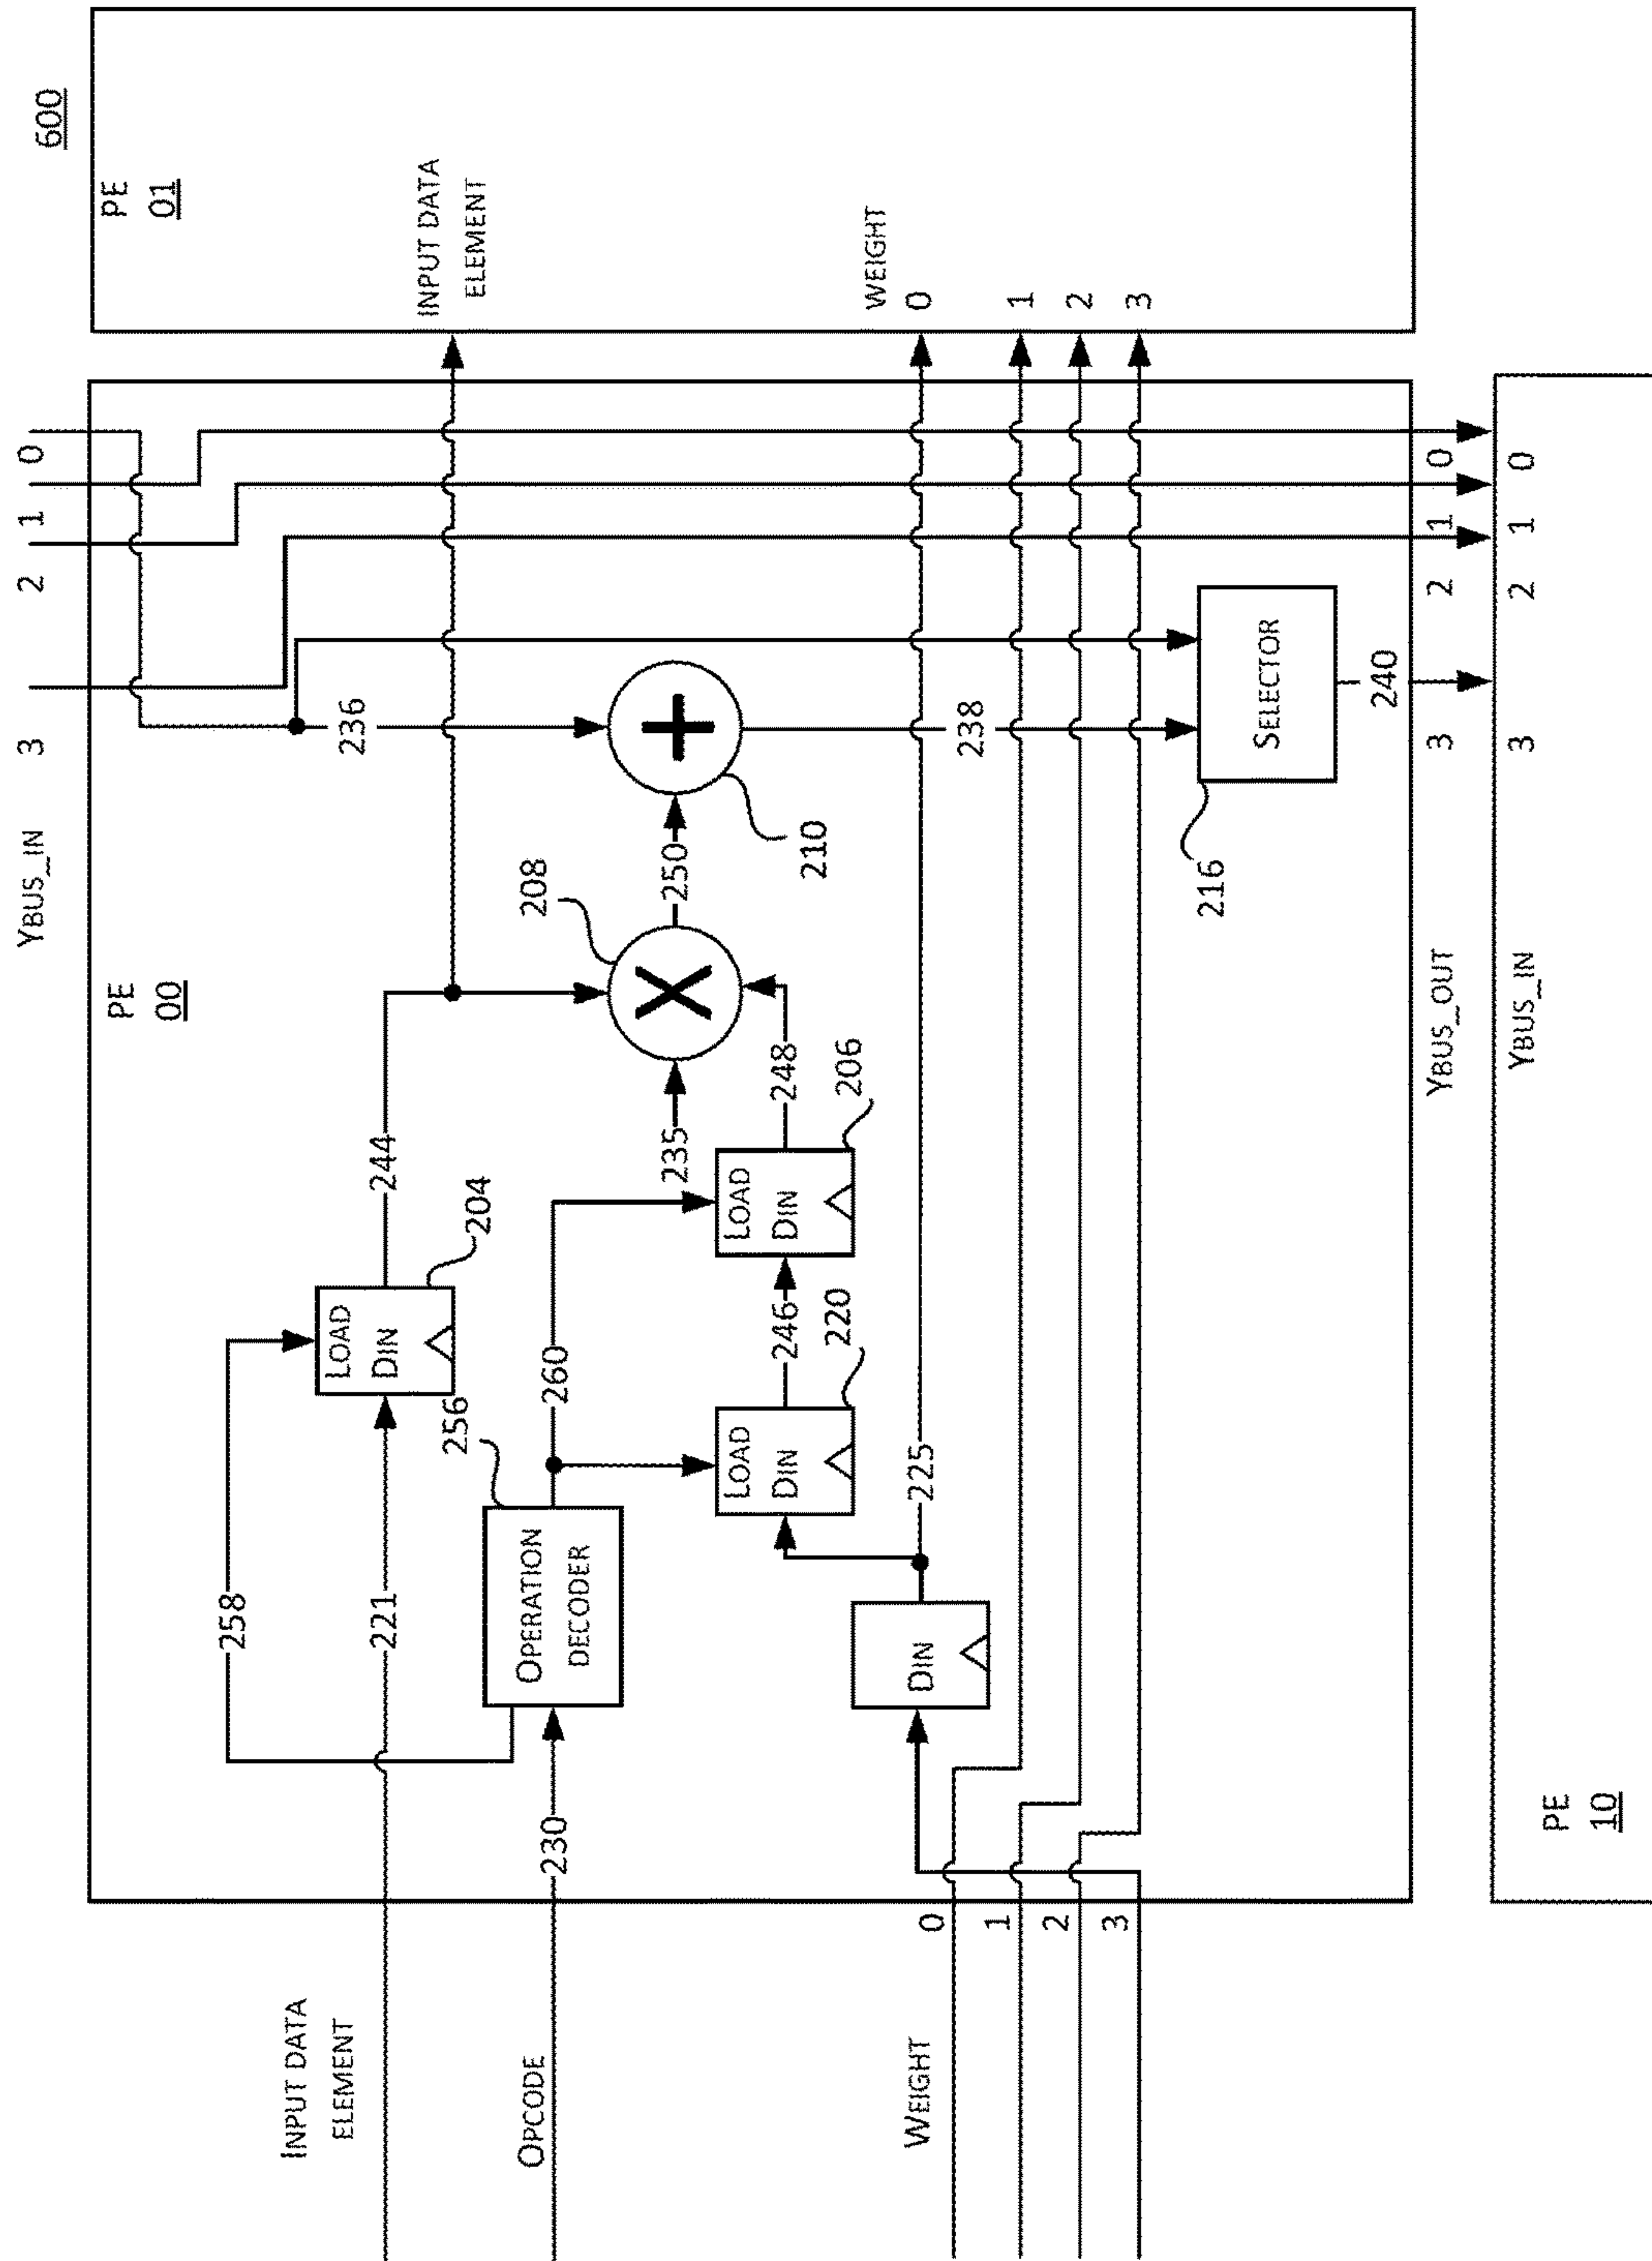 600
YBUS_IN
3
2
1
0
PE
00
PE
01
INPUT DATA
ELEMENT
258
221
LOAD
DIN
204
244
236
INPUT DATA
ELEMENT
OPCODE
230
OPERATION
DECODER
256
260
235
208
250
210
LOAD
DIN
220
246
LOAD
DIN
206
248
238
WEIGHT
0
1
2
3
DIN
225
WEIGHT
0
1
2
3
216
SELECTOR
240
YBUS_OUT
3
2
1
0
YBUS_IN
3
2
1
0
PE
10